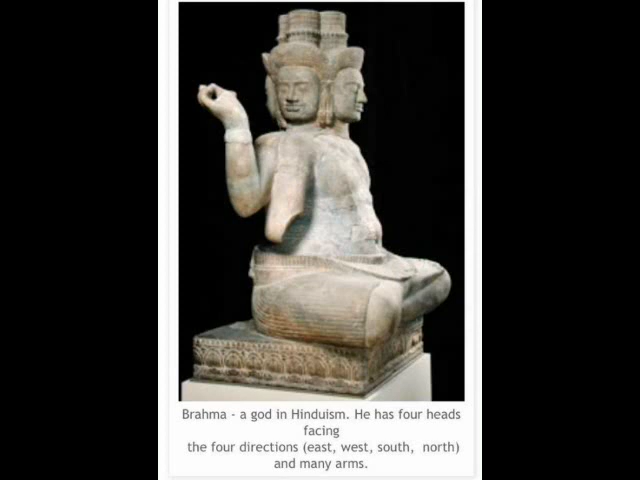 Brahma - a god in Hinduism. He has four heads
facing
the four directions (east, west, south, north)
and many arms.